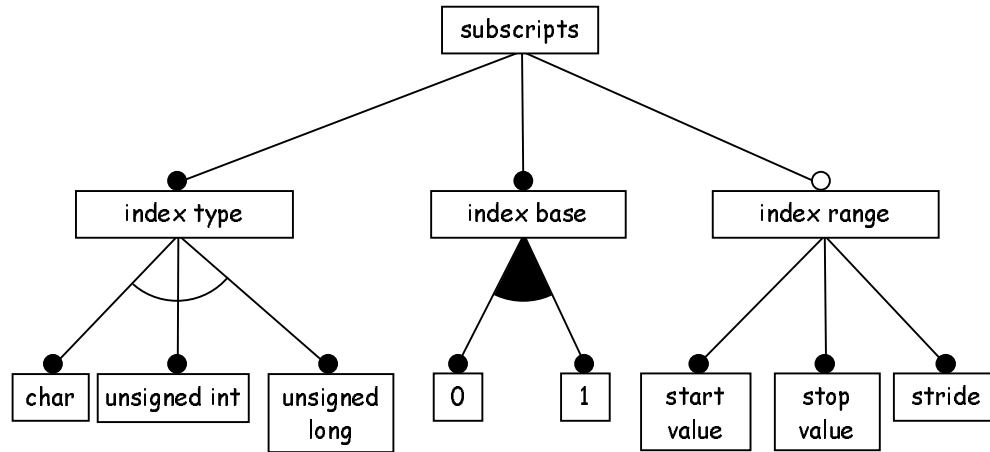 subscripts
index type
index base
index range
char
unsigned int
unsigned
long
0
1
start
value
stop
value
stride